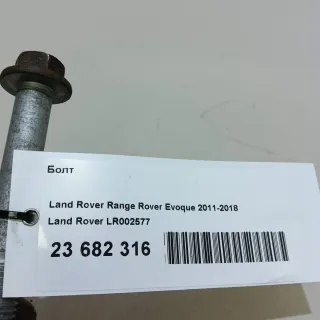 Болт
Land Rover Range Rover Evoque 2011-2018
Land Rover LR002577
23 682 316